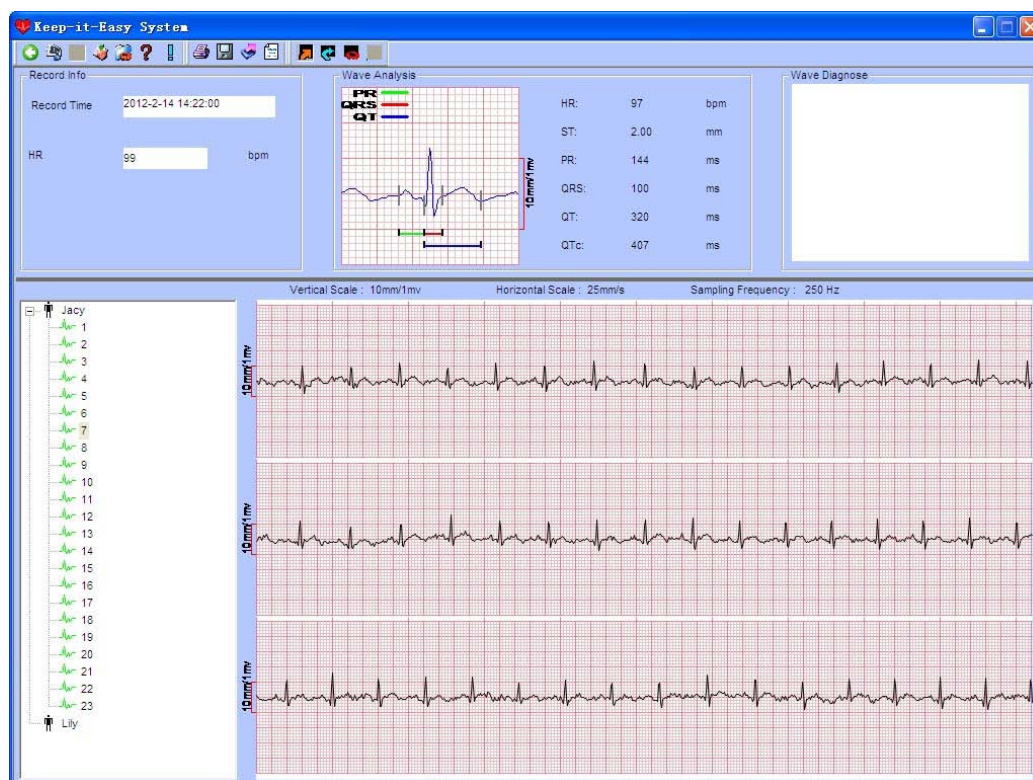 Keep-it-Easy System
Record Info
Record Time 2012-2-14 14:22:00
HR 99 bpm
Wave Analysis
PR
QRS
QT
10mm/1mv
HR: 97 bpm
ST: 2.00 mm
PR: 144 ms
QRS: 100 ms
QT: 320 ms
QTc: 407 ms
Wave Diagnose
Vertical Scale : 10mm/1mv Horizontal Scale : 25mm/s Sampling Frequency : 250 Hz
Jacy
1
2
3
4
5
6
7
8
9
10
11
12
13
14
15
16
17
18
19
20
21
22
23
Lily
10mm/1mv
10mm/1mv
10mm/1mv